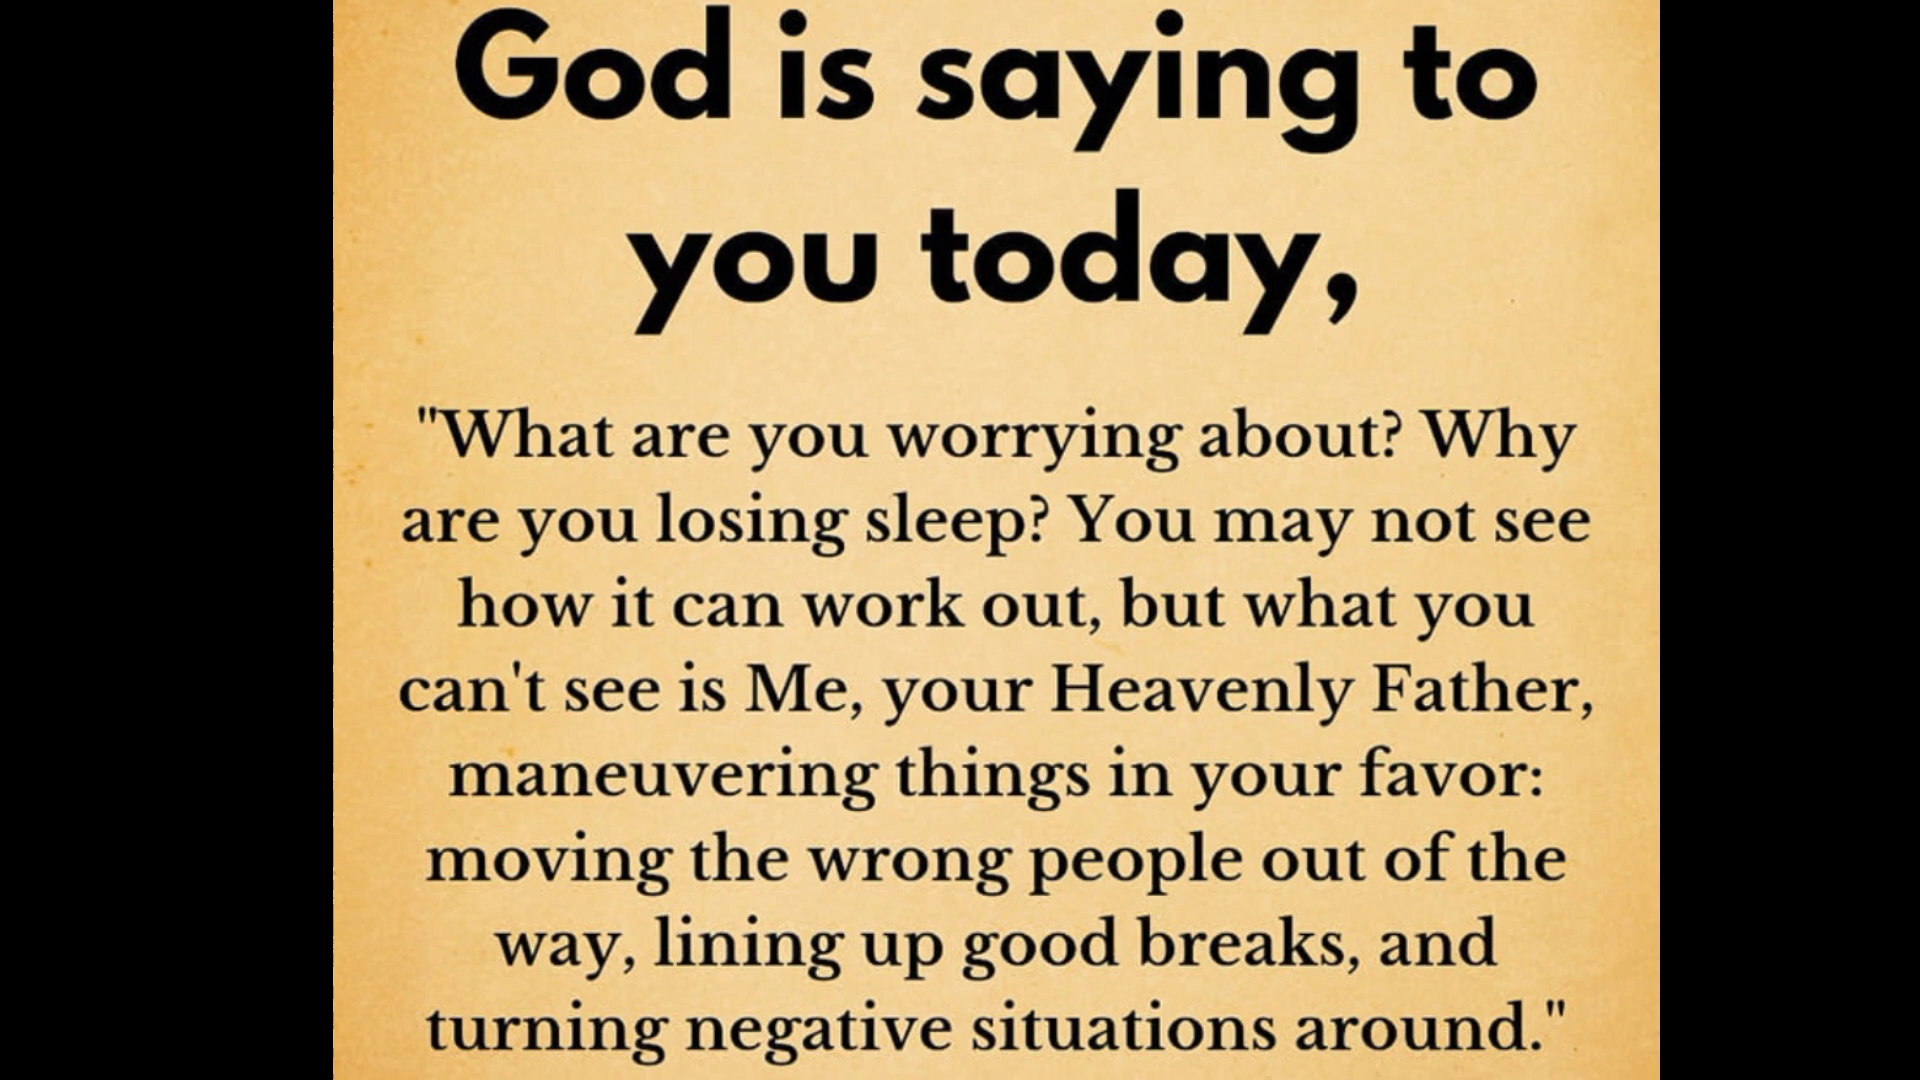 God is saying to
you today,
"What are you worrying about? Why
are you losing sleep? You may not see
how it can work out, but what you
can't see is Me, your Heavenly Father,
maneuvering things in your favor:
moving the wrong people out of the
way, lining up good breaks, and
turning negative situations around."